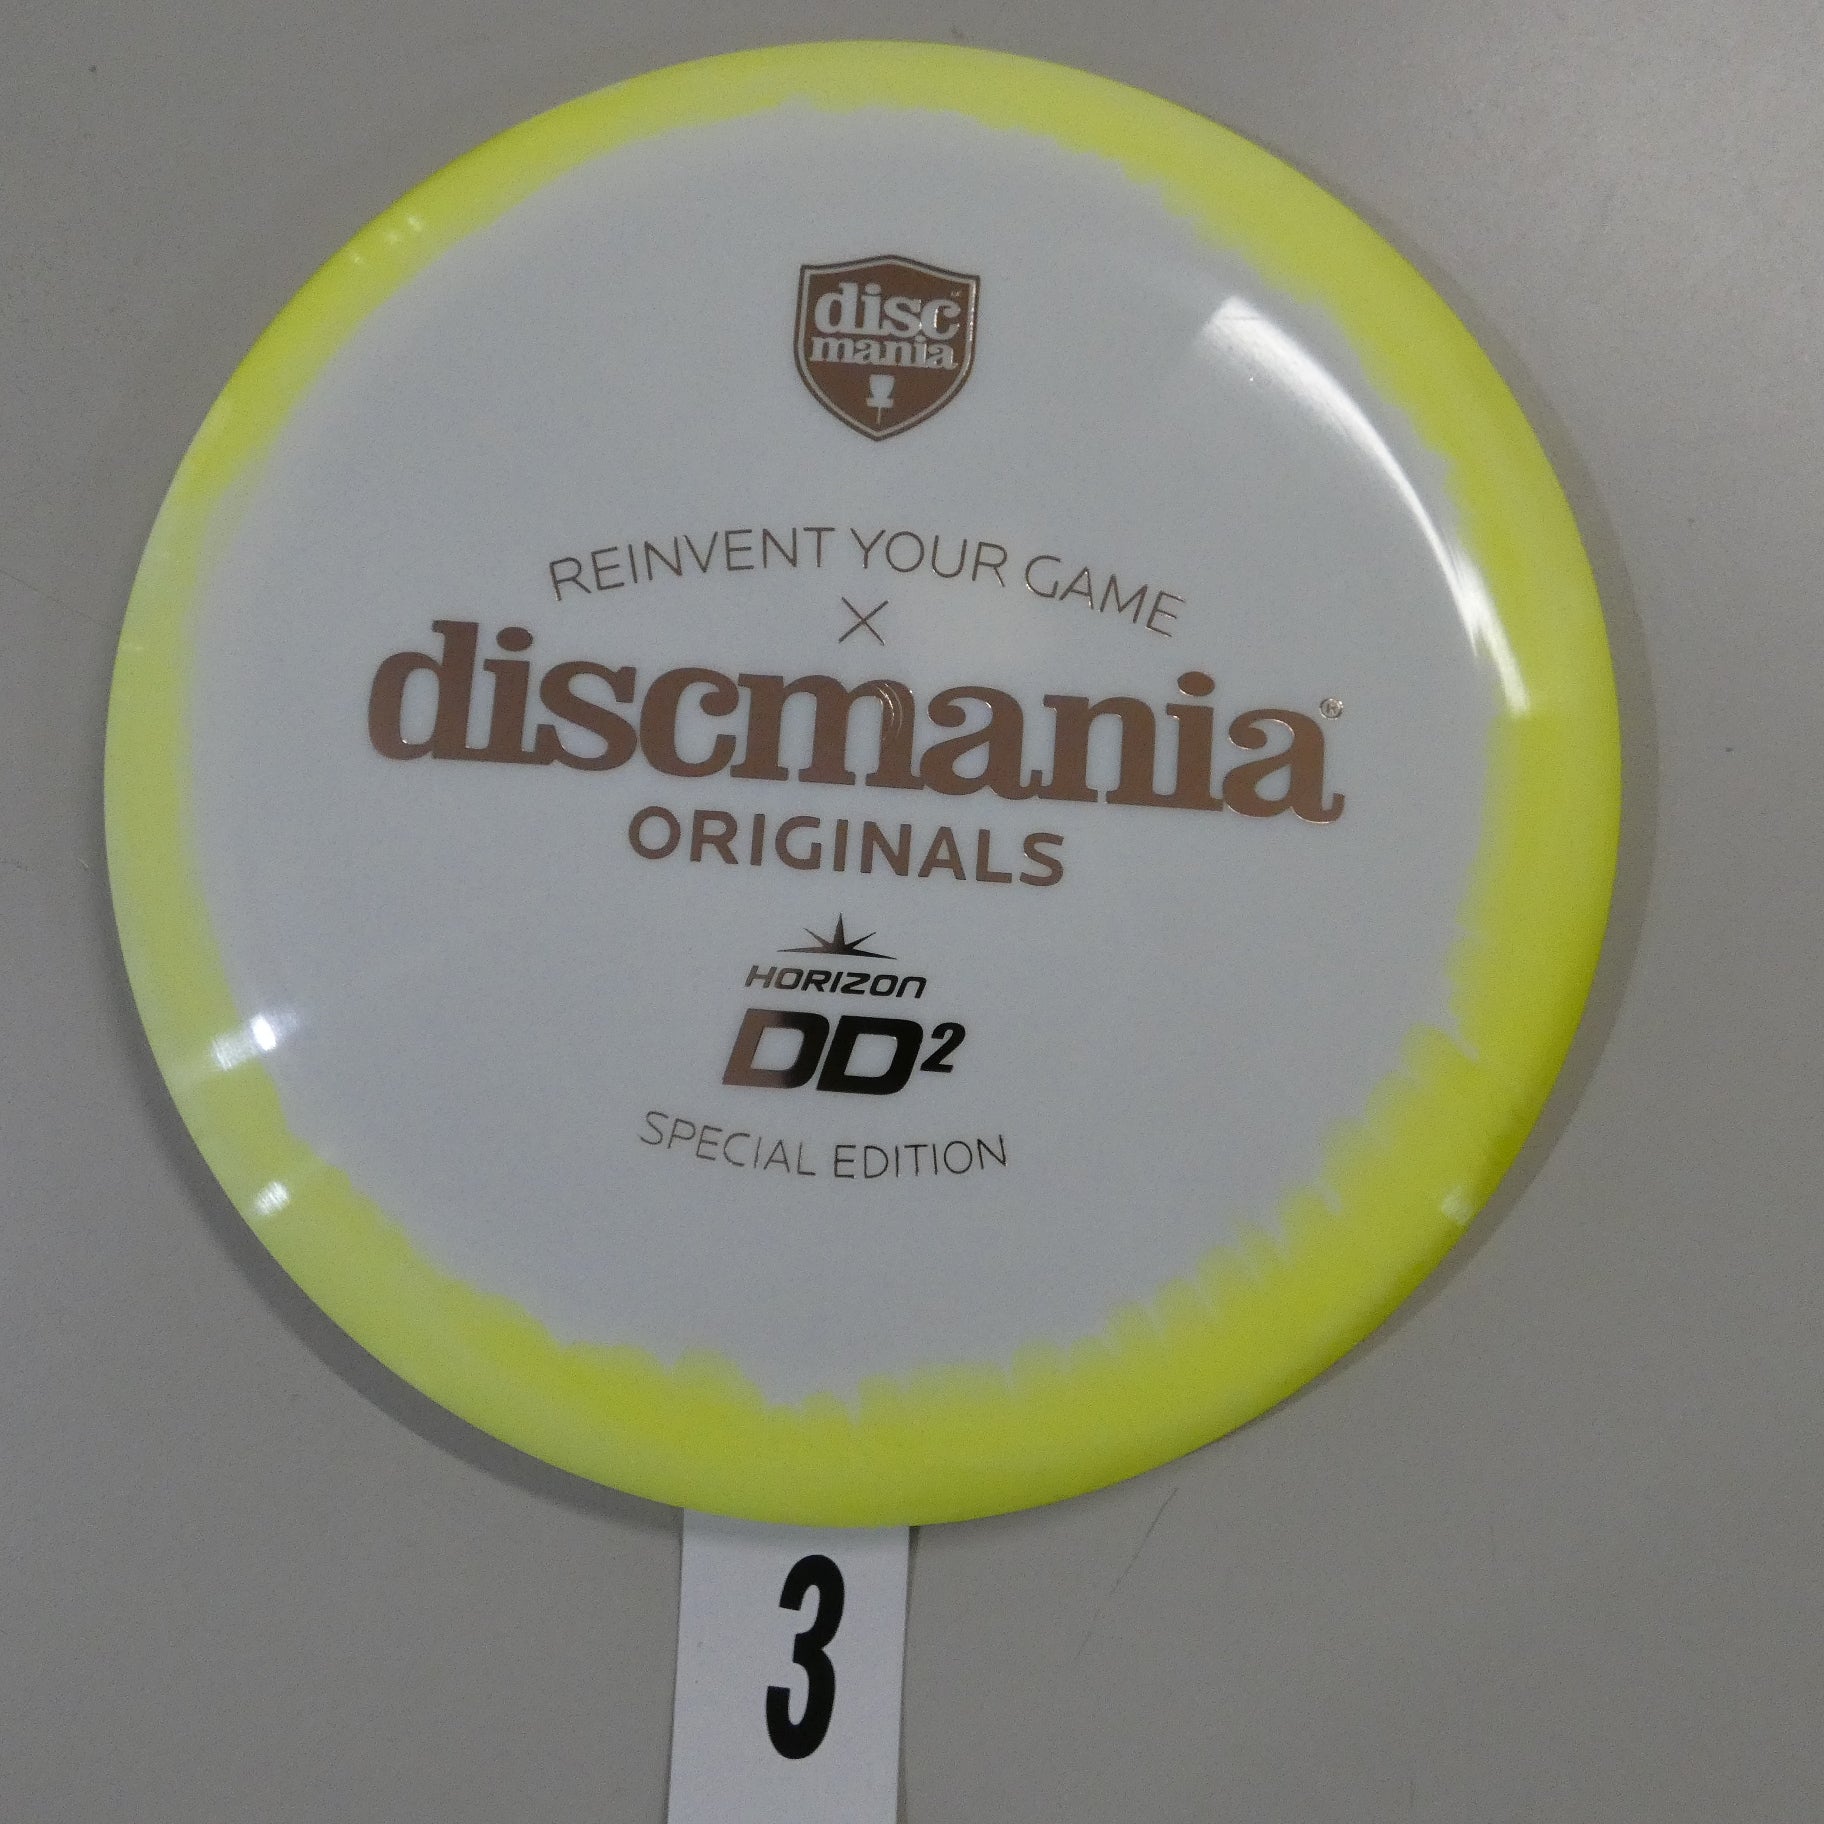 disc
mania
REINVENT YOUR GAME
X
discmania®
ORIGINALS
HORIZON
DD²
SPECIAL EDITION
3